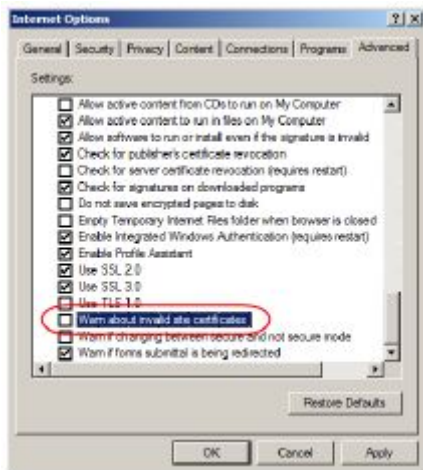 Internet Options
General
Security
Privacy
Content
Connections
Programs
Advanced
Settings:
Allow active content from CDs to run on My Computer
Allow active content to run in files on My Computer
Allow software to run or install even if the signature is invalid
Check for publisher's certificate revocation
Check for server certificate revocation (requires restart)
Check for signatures on downloaded programs
Do not save encrypted pages to disk
Empty Temporary Internet Files folder when browser is closed
Enable Integrated Windows Authentication (requires restart)
Enable Profile Assistant
Use SSL 2.0
Use SSL 3.0
Use TLS 1.0
Warn about invalid site certificates
Warn if changing between secure and not secure mode
Warn if forms submittal is being redirected
Restore Defaults
OK
Cancel
Apply